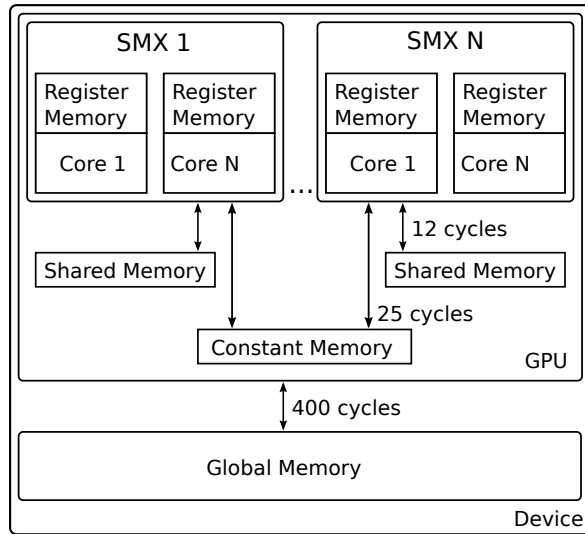 SMX 1
SMX N
Register Memory
Register Memory
Register Memory
Register Memory
Core 1
Core N
...
Core 1
Core N
12 cycles
Shared Memory
Shared Memory
25 cycles
Constant Memory
GPU
400 cycles
Global Memory
Device